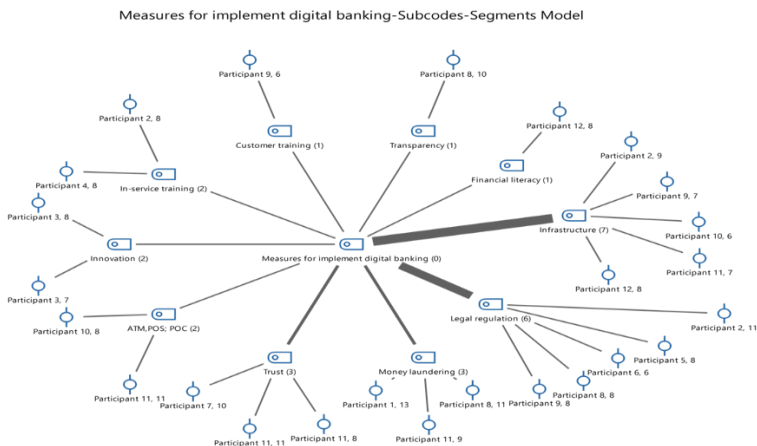 Measures for implement digital banking-Subcodes-Segments Model
Participant 9, 6
Participant 8, 10
Participant 2, 8
Participant 12, 8
Customer training (1)
Transparency (1)
Participant 2, 9
Financial literacy (1)
Participant 4, 8
In-service training (2)
Participant 9, 7
Participant 3, 8
Infrastructure (7)
Participant 10, 6
Innovation (2)
Measures for implement digital banking (0)
Participant 11, 7
Participant 12, 8
Participant 3, 7
Legal regulation (6)
Participant 10, 8
ATM,POS; POC (2)
Participant 2, 11
Participant 5, 8
Trust (3)
Money laundering (3)
Participant 6, 6
Participant 11, 11
Participant 7, 10
Participant 1, 13
Participant 8, 11
Participant 9, 8
Participant 8, 8
Participant 11, 11
Participant 11, 8
Participant 11, 9